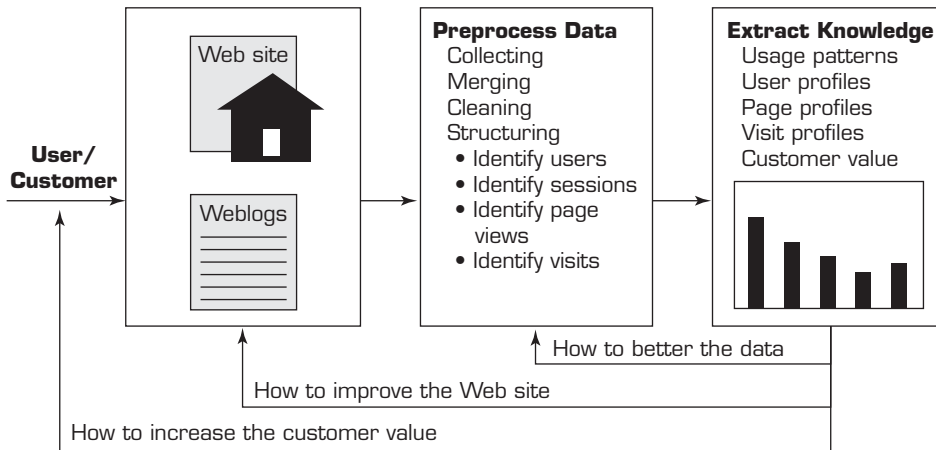 User/
Customer
Web site
Weblogs
Preprocess Data
Collecting
Merging
Cleaning
Structuring
• Identify users
• Identify sessions
• Identify page
views
• Identify visits
Extract Knowledge
Usage patterns
User profiles
Page profiles
Visit profiles
Customer value
How to better the data
How to improve the Web site
How to increase the customer value